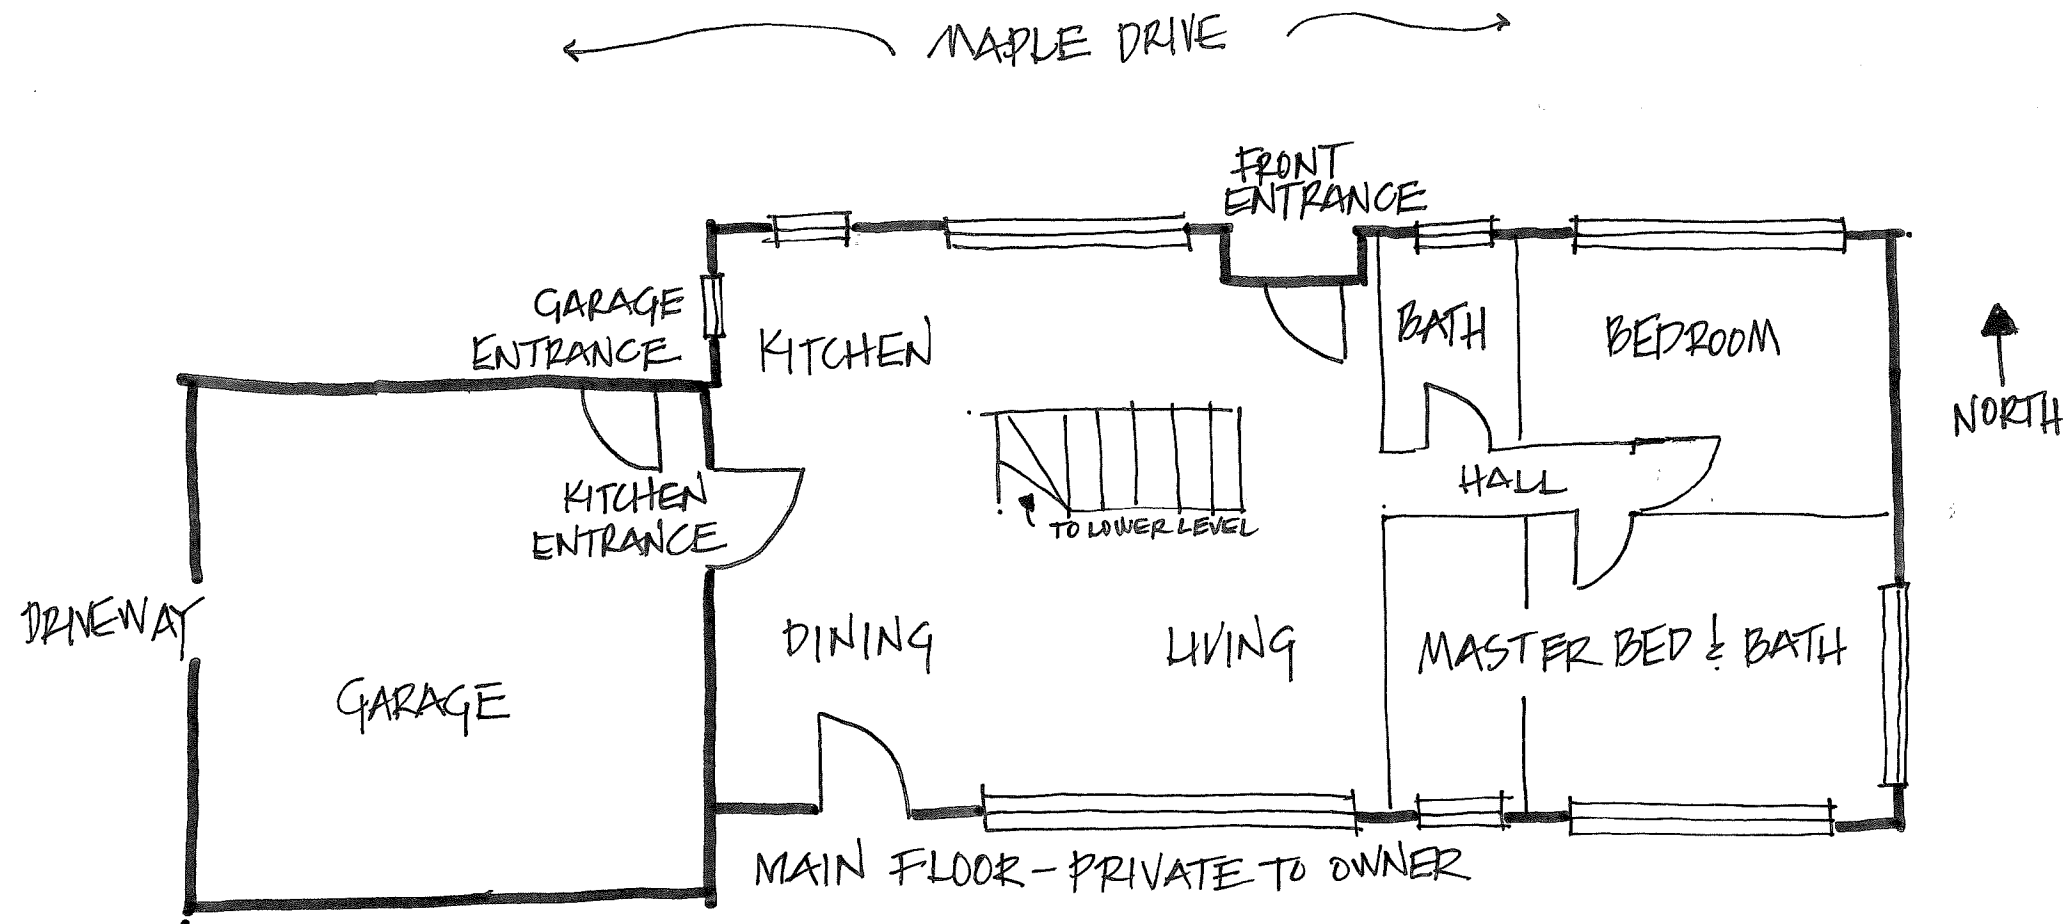 MAPLE DRIVE
FRONT
ENTRANCE
GARAGE
ENTRANCE
KITCHEN
BATH
BEDROOM
NORTH
HALL
KITCHEN
ENTRANCE
TO LOWER LEVEL
DRIVEWAY
DINING
LIVING
MASTER BED & BATH
GARAGE
MAIN FLOOR - PRIVATE TO OWNER